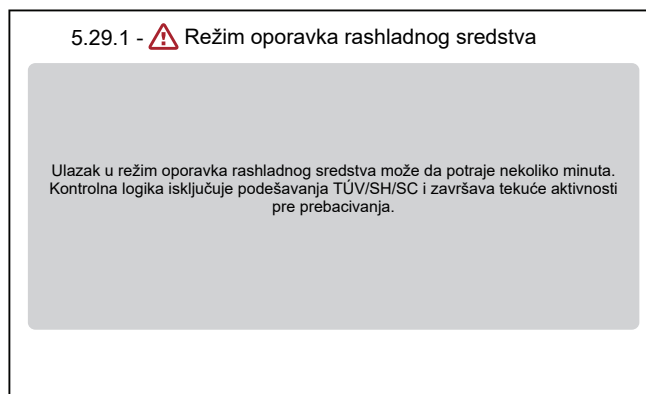 5.29.1 - Režim oporavka rashladnog sredstva
Ulazak u režim oporavka rashladnog sredstva može da potraje nekoliko minuta.
Kontrolna logika isključuje podešavanja TÚV/SH/SC i završava tekuće aktivnosti
pre prebacivanja.